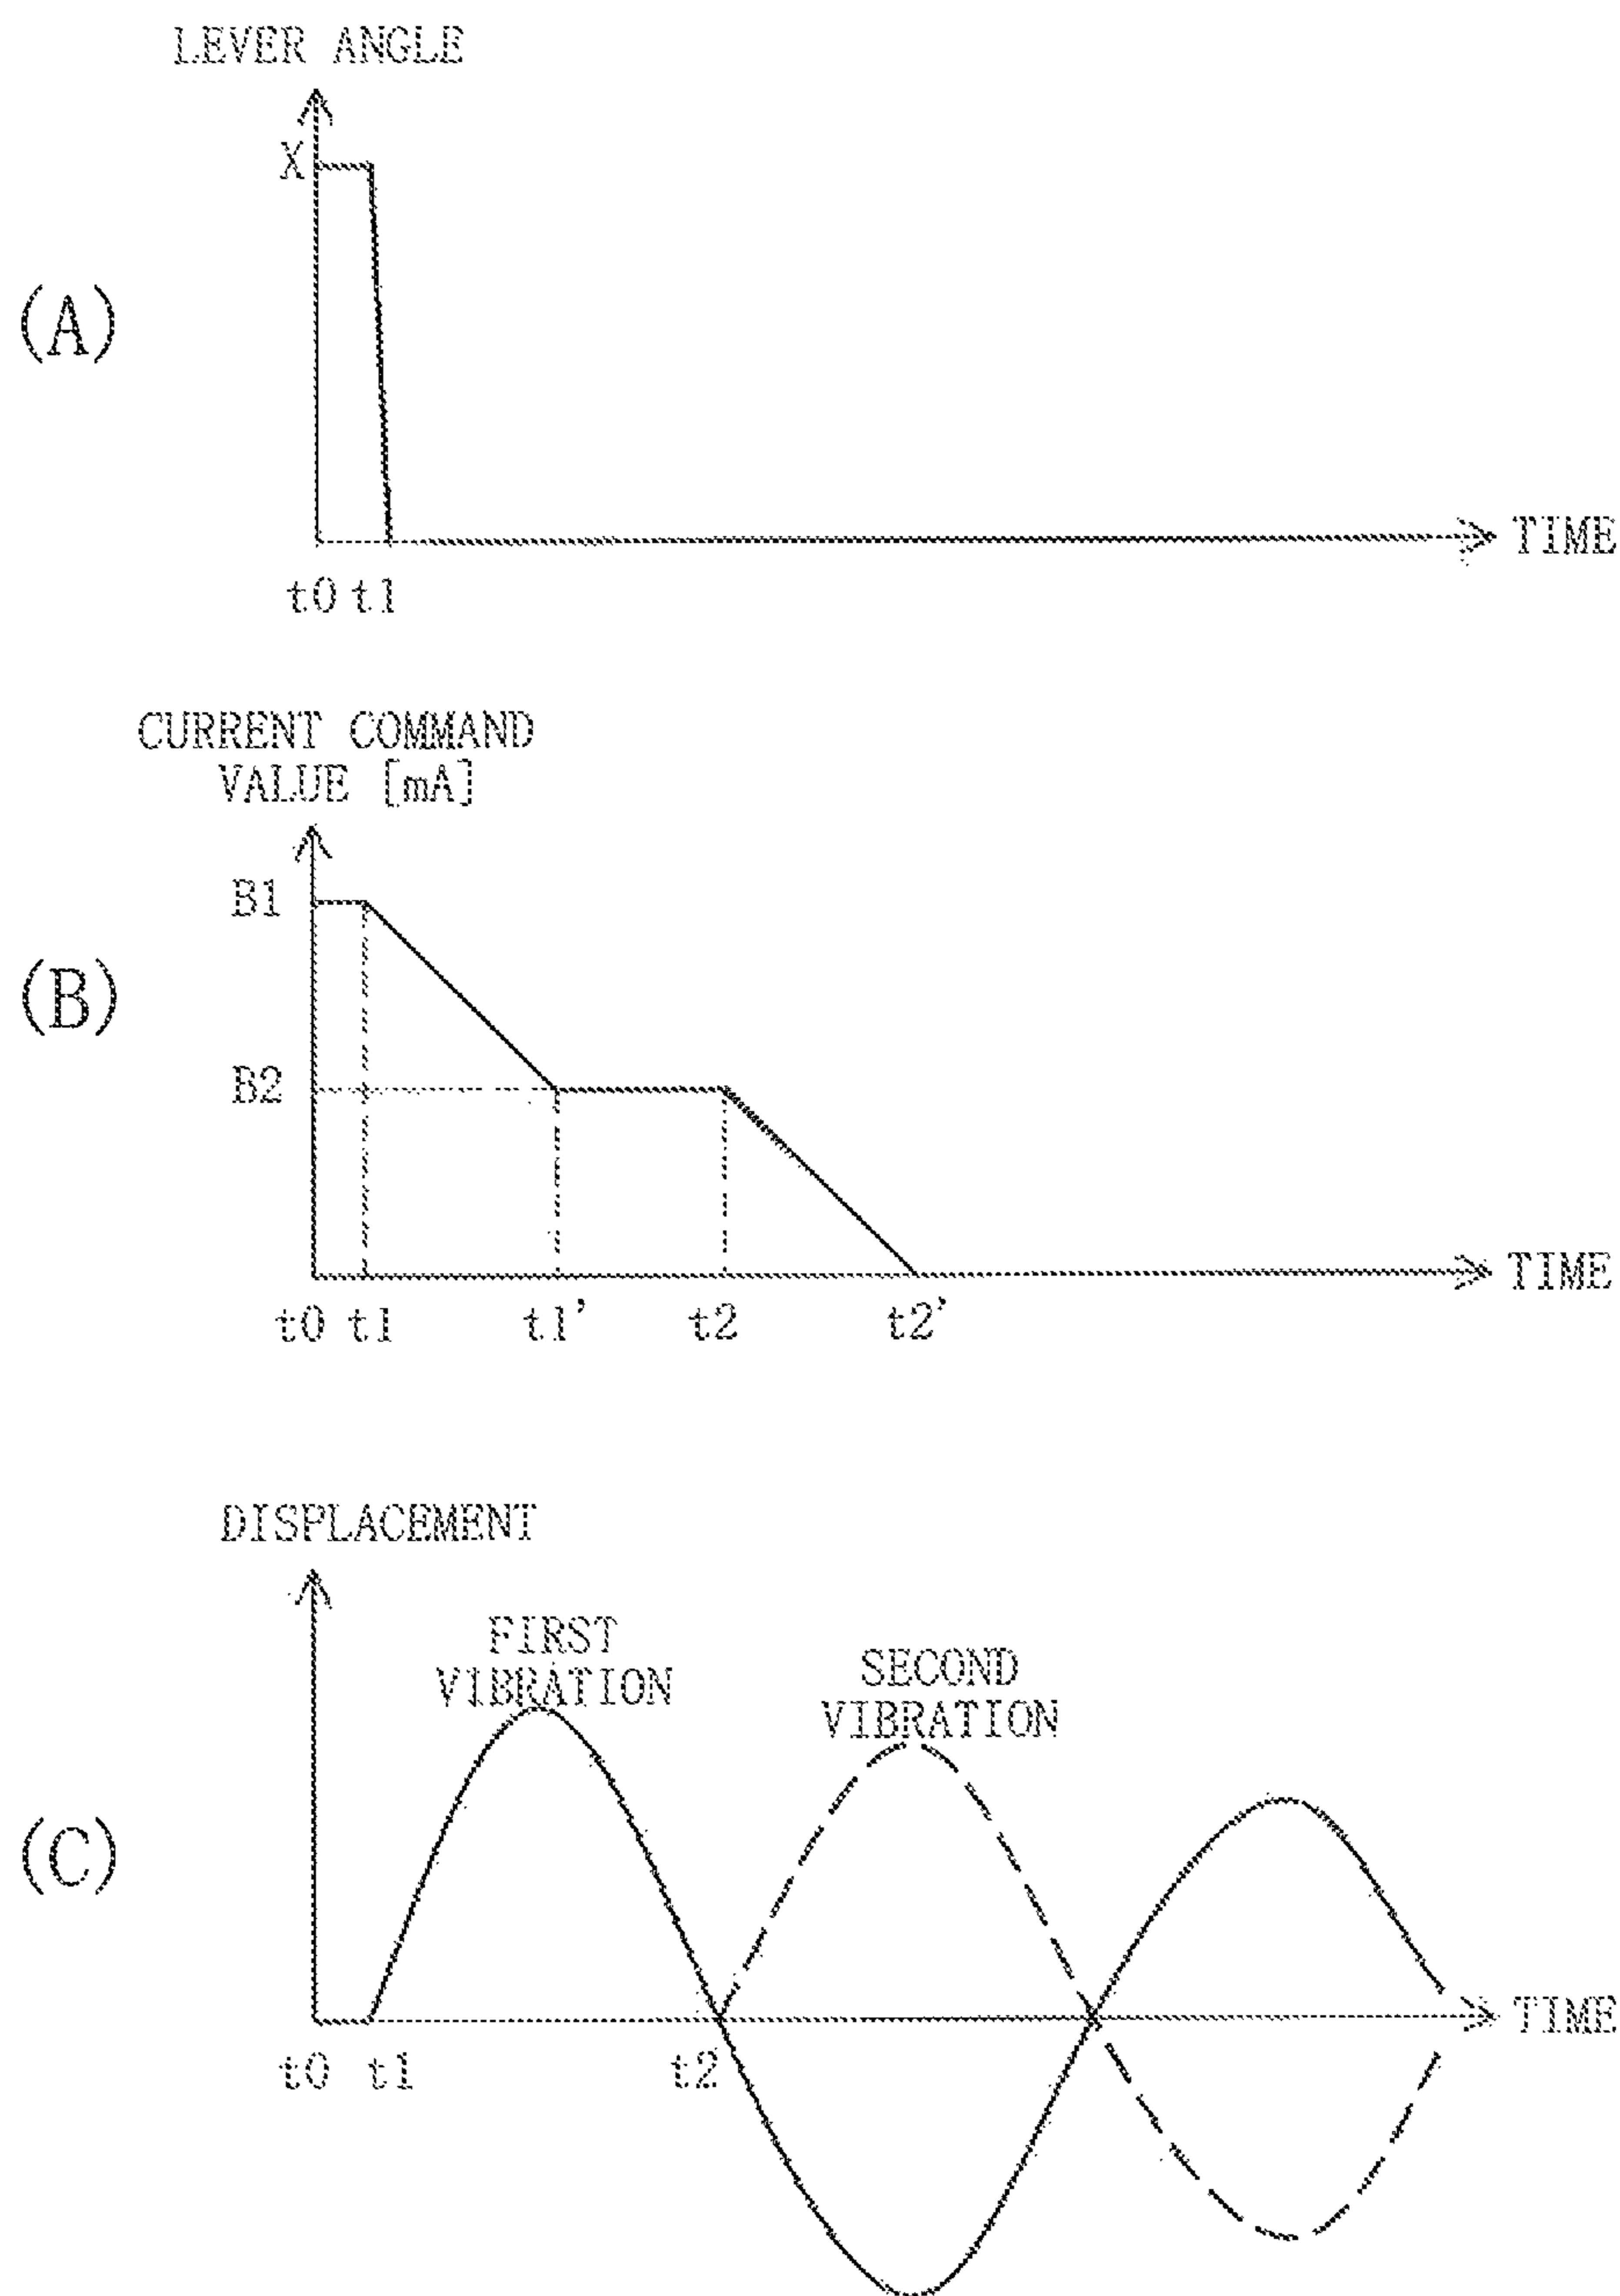 LEVER ANGLE
X
(A)
TIME
t0 t1
CURRENT COMMAND
VALUE [mA]
B1
(B)
B2
TIME
t0 t1 t1' t2 t2'
DISPLACEMENT
FIRST
VIBRATION
SECOND
VIBRATION
(C)
TIME
t0 t1 t2